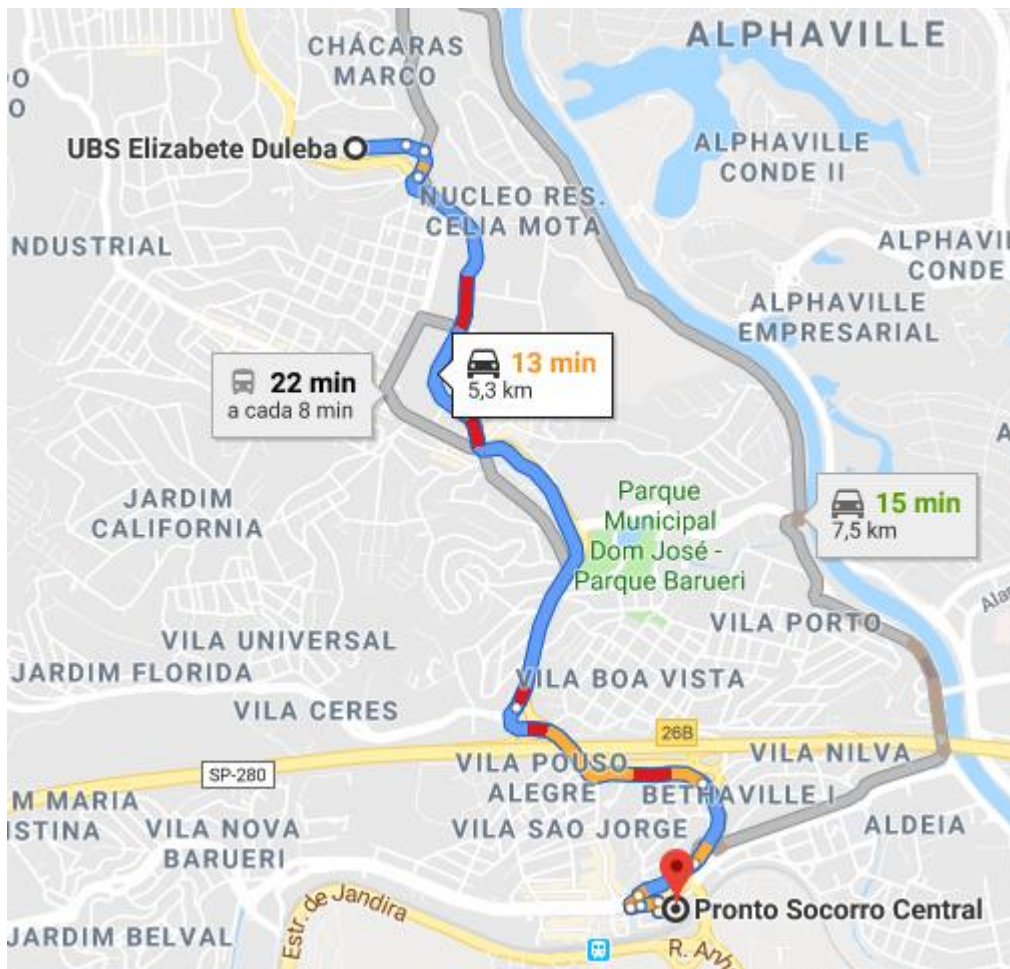 ALPHAVILLE
CHÁCARAS
MARCO
O
O
UBS Elizabete Duleba
ALPHAVILLE
CONDE II
NUCLEO RES.
CELIA MOTA
NDUSTRIAL
ALPHAVI
CONDE
ALPHAVILLE
EMPRESARIAL
13 min
5,3 km
22 min
a cada 8 min
A
JARDIM
CALIFORNIA
Parque
Municipal
Dom José -
Parque Barueri
15 min
7,5 km
Ala
VILA PORTO
VILA UNIVERSAL
JARDIM FLORIDA
VILA BOA VISTA
VILA CERES
26B
SP-280
VILA POUSO
ALEGRE
VILA NILVA
BETHAVILLE I
M MARIA
ISTINA
VILA NOVA
BARUERI
VILA SAO JORGE
ALDEIA
Estr. de Jandira
Pronto Socorro Central
JARDIM BELVAL
R. Anh